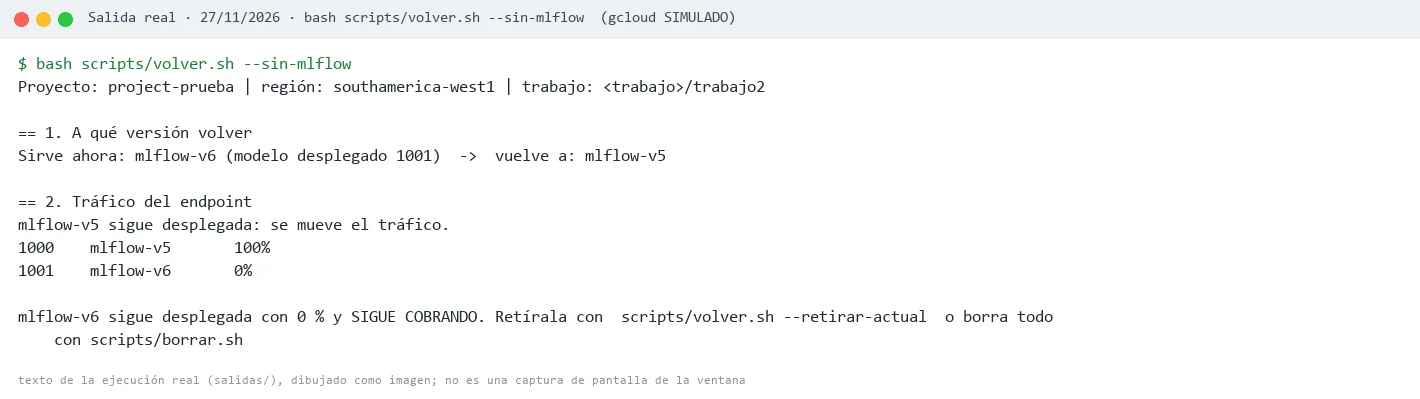 Salida real · 27/11/2026 · bash scripts/volver.sh --sin-mlflow  (gcloud SIMULADO)
$ bash scripts/volver.sh --sin-mlflow
Proyecto: project-prueba | región: southamerica-west1 | trabajo: <trabajo>/trabajo2
== 1. A qué versión volver
Sirve ahora: mlflow-v6 (modelo desplegado 1001)  ->  vuelve a: mlflow-v5
== 2. Tráfico del endpoint
mlflow-v5 sigue desplegada: se mueve el tráfico.
1000    mlflow-v5       100%
1001    mlflow-v6       0%
mlflow-v6 sigue desplegada con 0 % y SIGUE COBRANDO. Retírala con  scripts/volver.sh --retirar-actual  o borra todo
    con scripts/borrar.sh
texto de la ejecución real (salidas/), dibujado como imagen; no es una captura de pantalla de la ventana